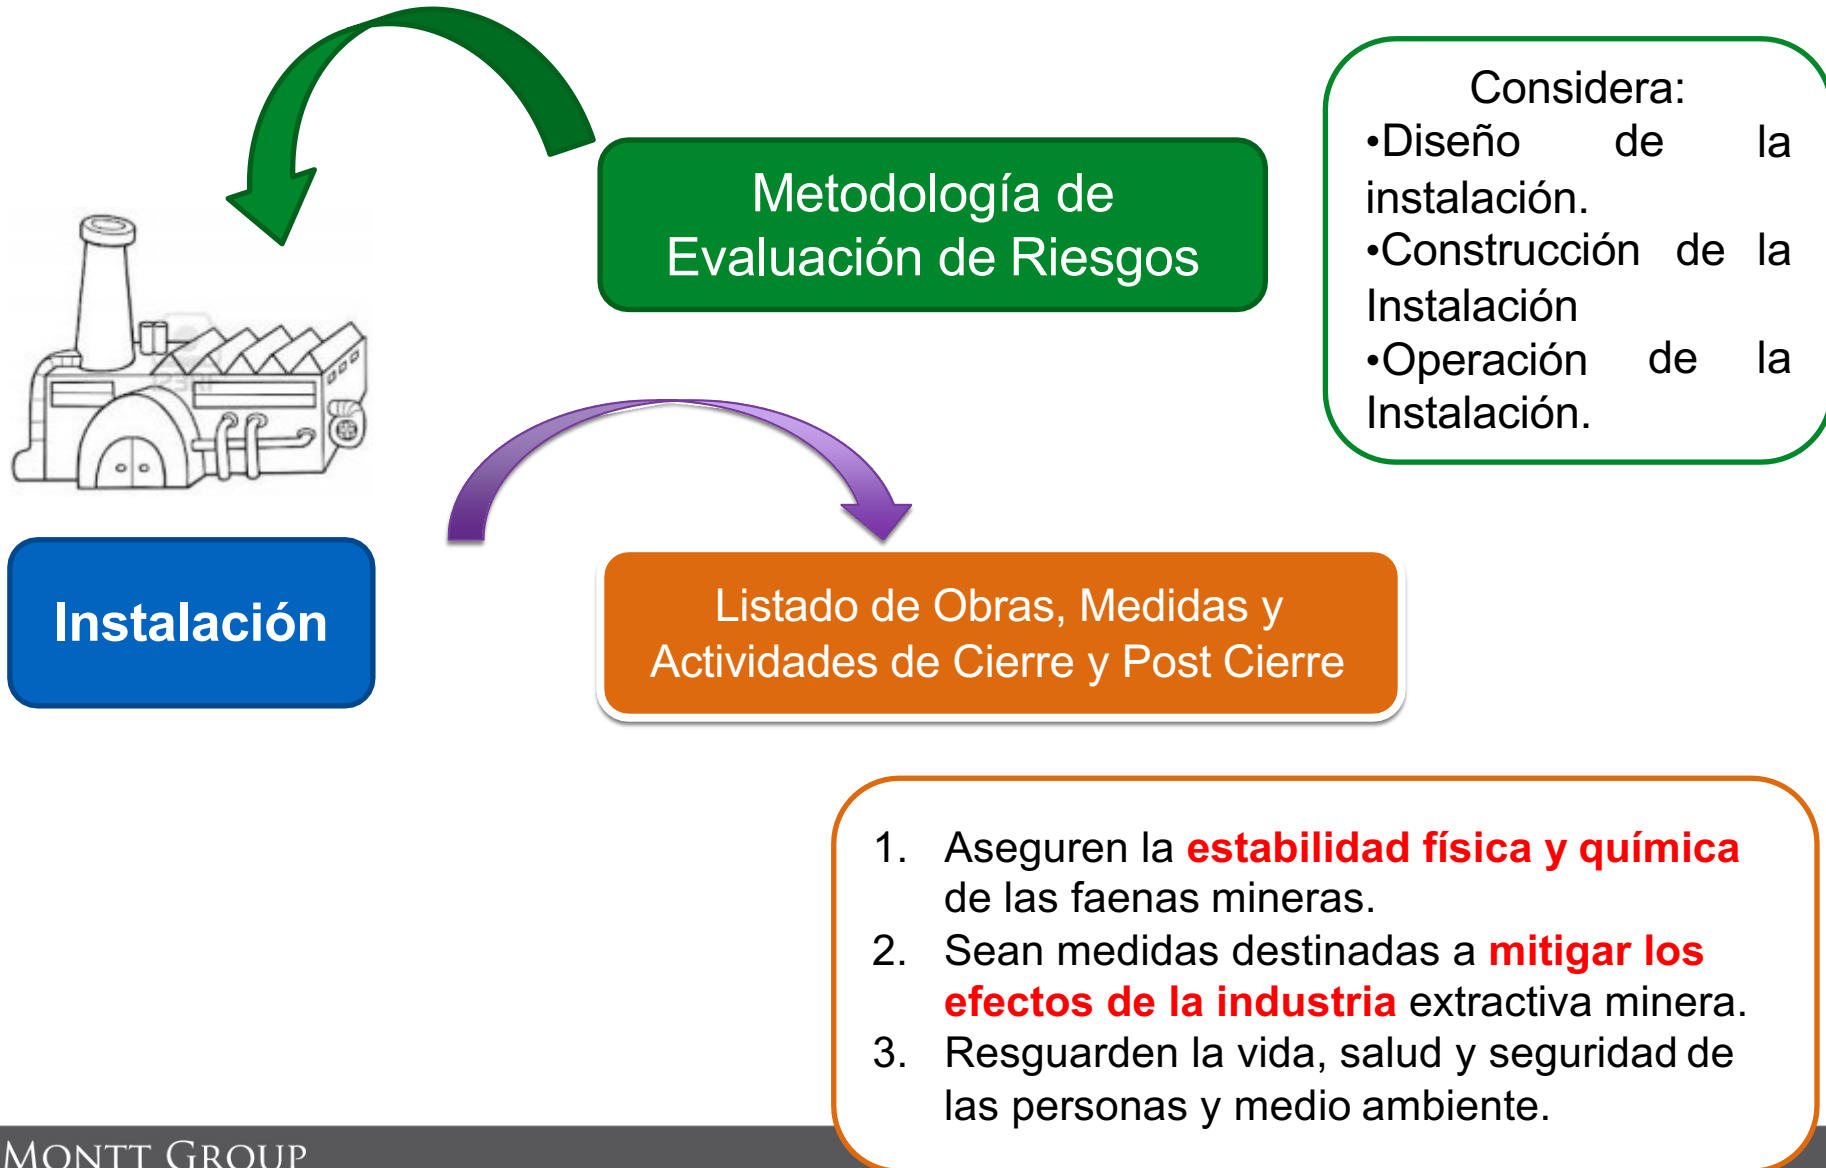 Metodología de
Evaluación de Riesgos
Considera:
•Diseño de la
instalación.
•Construcción de la
Instalación
•Operación de la
Instalación.
Instalación
Listado de Obras, Medidas y
Actividades de Cierre y Post Cierre
1. Aseguren la estabilidad física y química
de las faenas mineras.
2. Sean medidas destinadas a mitigar los
efectos de la industria extractiva minera.
3. Resguarden la vida, salud y seguridad de
las personas y medio ambiente.
MONTT GROUP